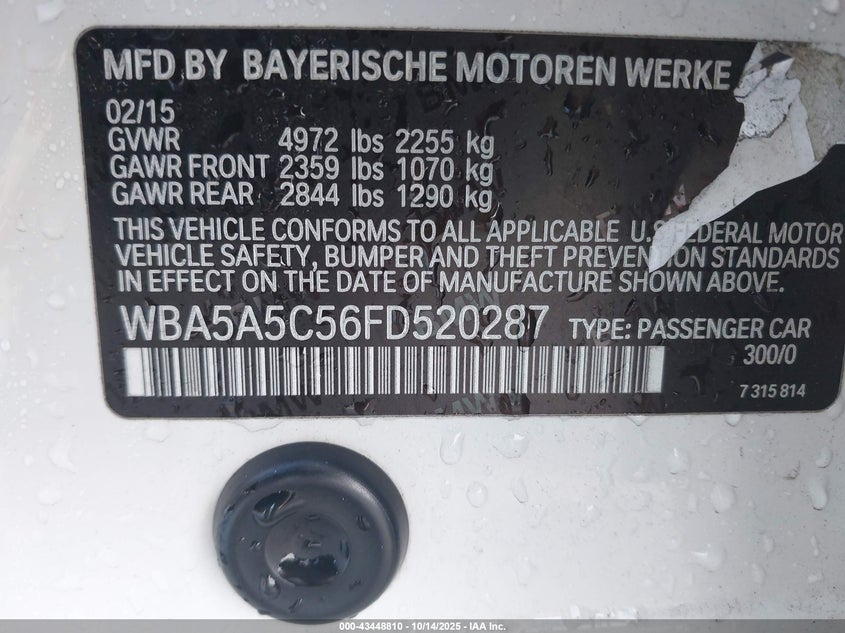 MFD BY BAYERISCHE MOTOREN WERKE
02/15
GVWR 4972 lbs 2255 kg
GAWR FRONT 2359 lbs 1070 kg
GAWR REAR 2844 lbs 1290 kg
THIS VEHICLE CONFORMS TO ALL APPLICABLE U.S. FEDERAL MOTOR
VEHICLE SAFETY, BUMPER AND THEFT PREVENTION STANDARDS
IN EFFECT ON THE DATE OF MANUFACTURE SHOWN ABOVE.
WBA5A5C56FD520287 TYPE: PASSENGER CAR
300/0
7 315 814
000-43448810 - 10/14/2025 - IAA Inc.